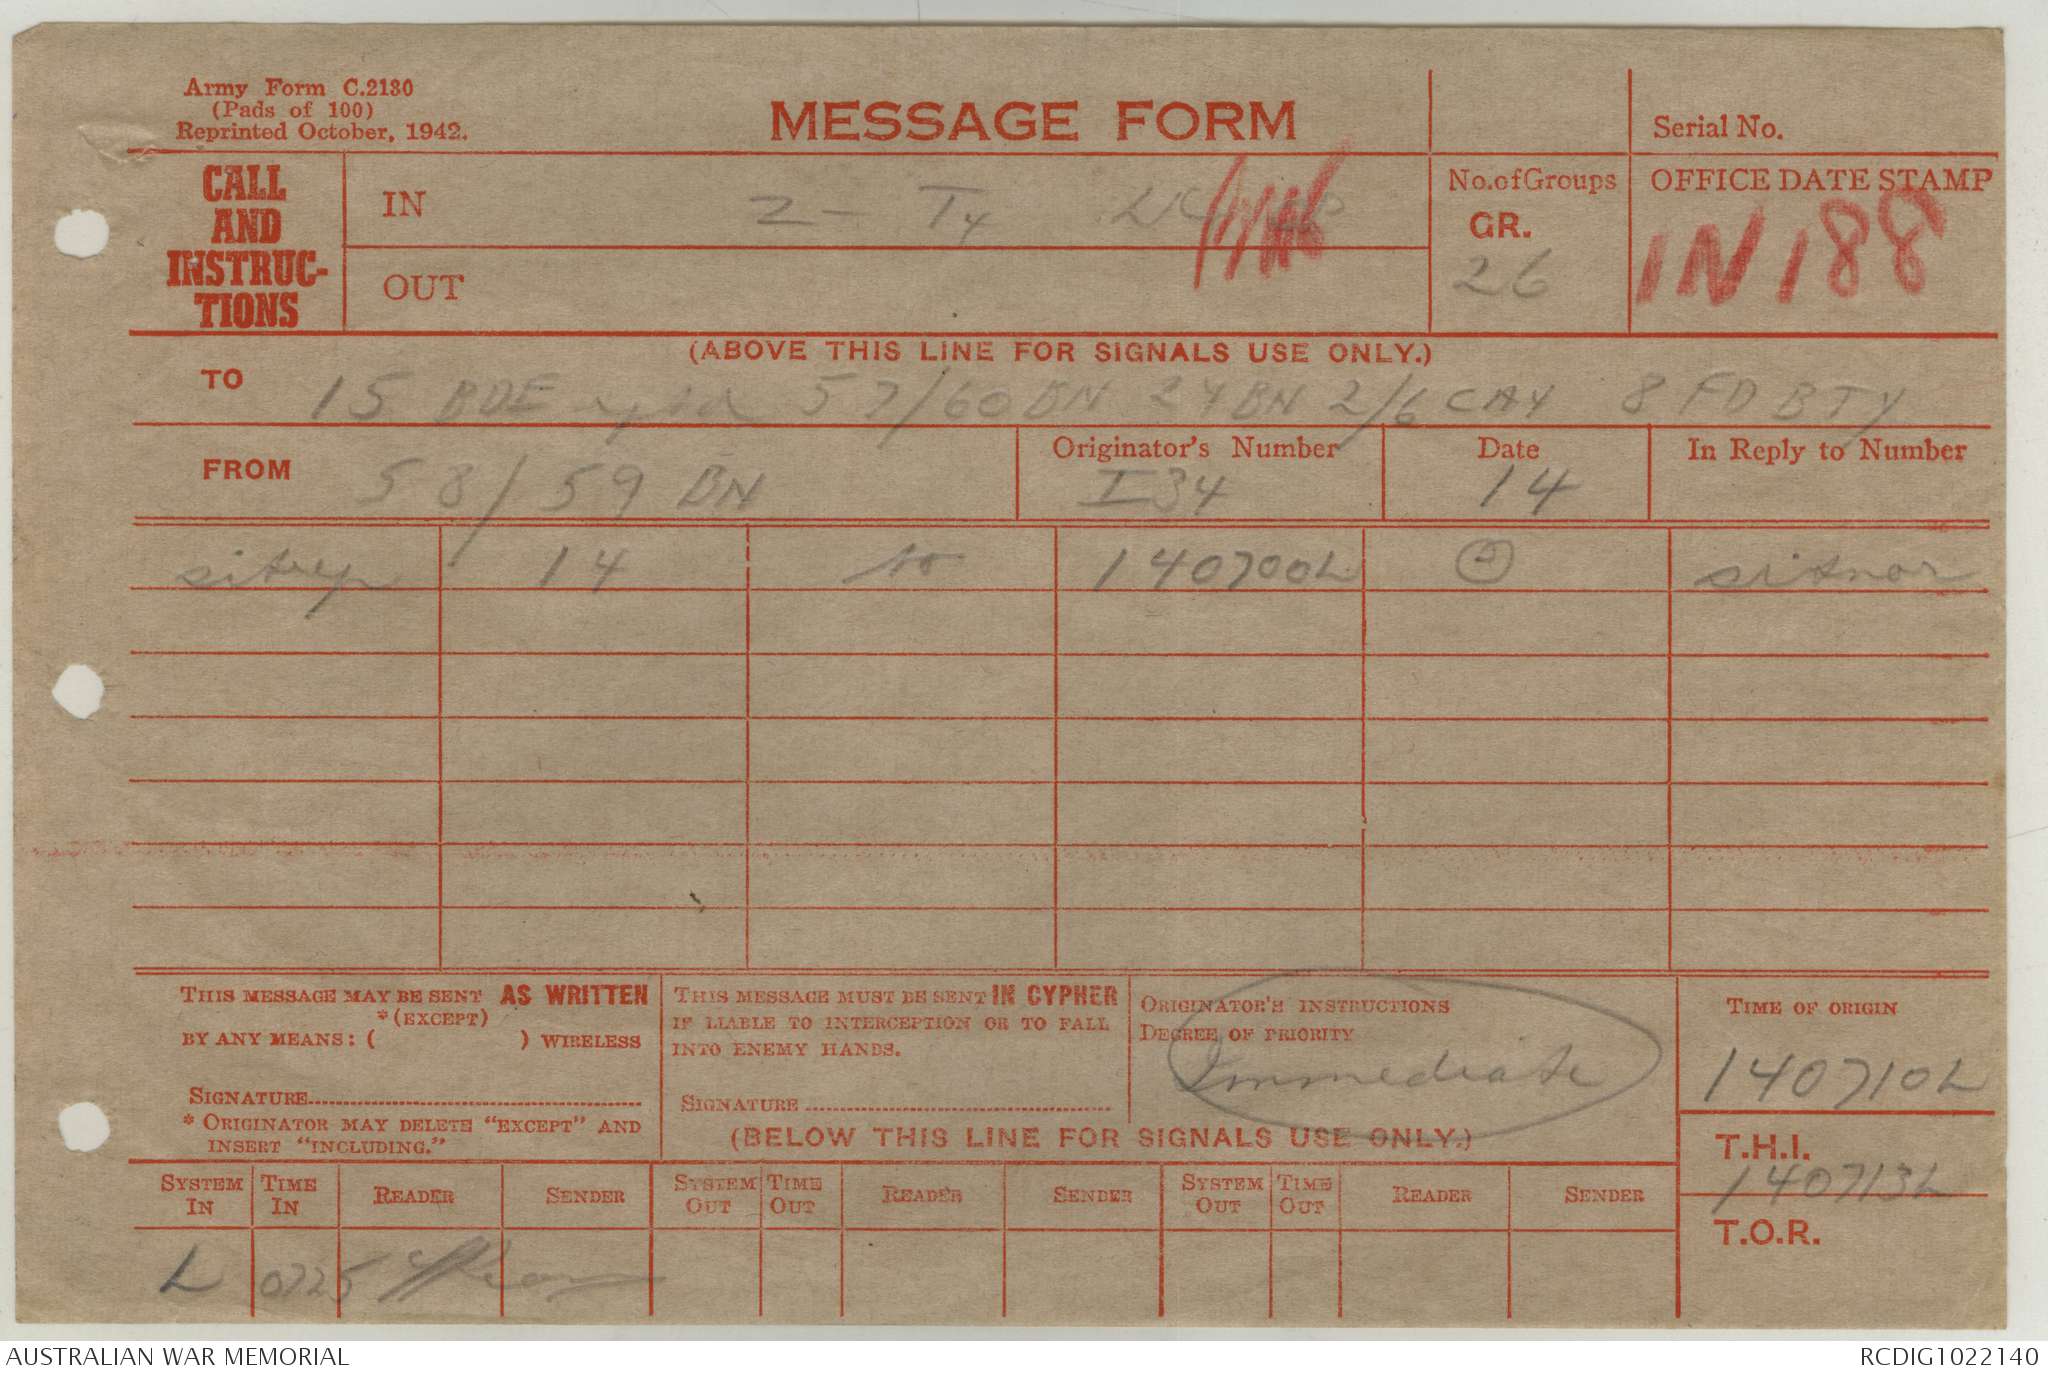 Army Form C.2130
(Pads of 100)
Reprinted October, 1942.
MESSAGE FORM
Serial No.
CALL
AND
INSTRUC-
TIONS
IN
Z - Ty
No. of Groups
GR.
26
OFFICE DATE STAMP
IN 188
OUT
(ABOVE THIS LINE FOR SIGNALS USE ONLY.)
TO 15 BDE 57/60 BN 24 BN 2/6 CAY 8 FD BTY
FROM 58/59 BN
Originator's Number
I34
Date
14
In Reply to Number
sitrep 14 to 140700L sitnor
THIS MESSAGE MAY BE SENT AS WRITTEN
*(EXCEPT)
BY ANY MEANS: ( ) WIRELESS
SIGNATURE
* ORIGINATOR MAY DELETE "EXCEPT" AND
INSERT "INCLUDING."
THIS MESSAGE MUST BE SENT IN CYPHER
IF LIABLE TO INTERCEPTION OR TO FALL
INTO ENEMY HANDS.
SIGNATURE
ORIGINATOR'S INSTRUCTIONS
DEGREE OF PRIORITY
Immediate
TIME OF ORIGIN
140710L
(BELOW THIS LINE FOR SIGNALS USE ONLY.)
T.H.I.
140713L
T.O.R.
SYSTEM IN TIME IN READER SENDER SYSTEM OUT TIME OUT READER SENDER SYSTEM OUT TIME OUT READER SENDER
L 0725
AUSTRALIAN WAR MEMORIAL
RCDIG1022140